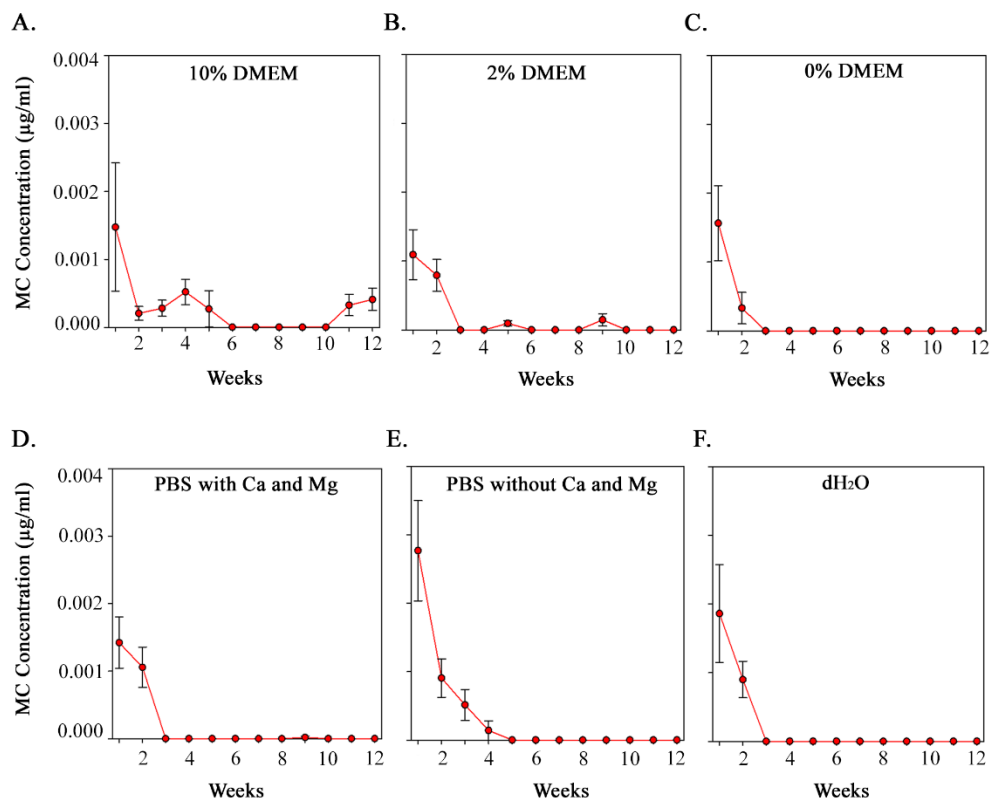 A.
B.
C.
10% DMEM
2% DMEM
0% DMEM
MC Concentration (µg/ml)
0.004
0.003
0.002
0.001
0.000
2 4 6 8 10 12
2 4 6 8 10 12
2 4 6 8 10 12
Weeks
Weeks
Weeks
D.
E.
F.
PBS with Ca and Mg
PBS without Ca and Mg
dH₂O
MC Concentration (µg/ml)
0.004
0.003
0.002
0.001
0.000
2 4 6 8 10 12
2 4 6 8 10 12
2 4 6 8 10 12
Weeks
Weeks
Weeks